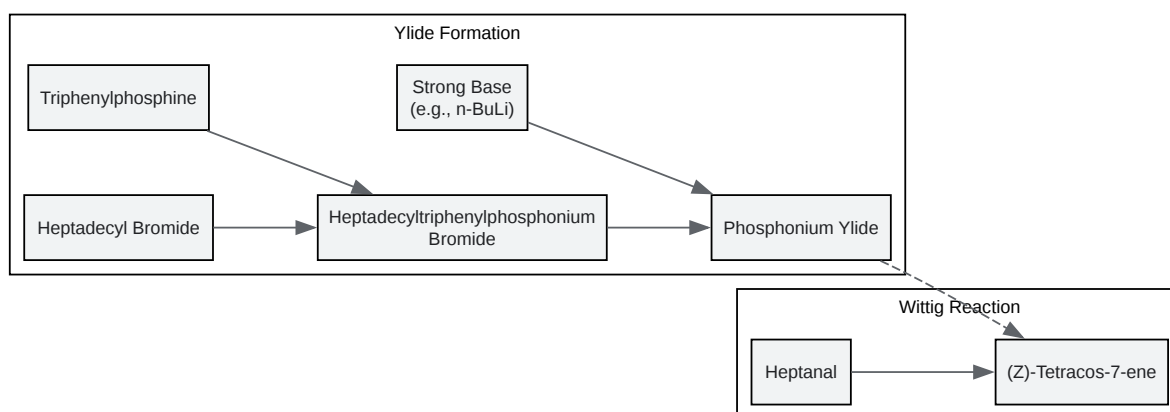 Ylide Formation
Triphenylphosphine
Strong Base
(e.g., n-BuLi)
Heptadecyl Bromide
Heptadecyltriphenylphosphonium
Bromide
Phosphonium Ylide
Wittig Reaction
Heptanal
(Z)-Tetracos-7-ene